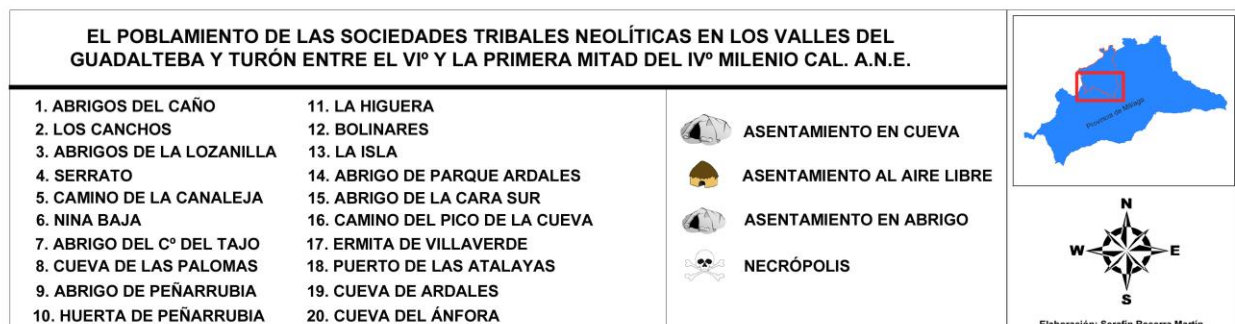 EL POBLAMIENTO DE LAS SOCIEDADES TRIBALES NEOLÍTICAS EN LOS VALLES DEL
GUADALTEBA Y TURÓN ENTRE EL VIº Y LA PRIMERA MITAD DEL IVº MILENIO CAL. A.N.E.
1. ABRIGOS DEL CAÑO
2. LOS CANCHOS
3. ABRIGOS DE LA LOZANILLA
4. SERRATO
5. CAMINO DE LA CANALEJA
6. NINA BAJA
7. ABRIGO DEL Cº DEL TAJO
8. CUEVA DE LAS PALOMAS
9. ABRIGO DE PEÑARRUBIA
10. HUERTA DE PEÑARRUBIA
11. LA HIGUERA
12. BOLINARES
13. LA ISLA
14. ABRIGO DE PARQUE ARDALES
15. ABRIGO DE LA CARA SUR
16. CAMINO DEL PICO DE LA CUEVA
17. ERMITA DE VILLAVERDE
18. PUERTO DE LAS ATALAYAS
19. CUEVA DE ARDALES
20. CUEVA DEL ÁNFORA
ASENTAMIENTO EN CUEVA
ASENTAMIENTO AL AIRE LIBRE
ASENTAMIENTO EN ABRIGO
NECRÓPOLIS
Provincia de Málaga
N
W E
S
Elaboración: Serafín Becerra Martín